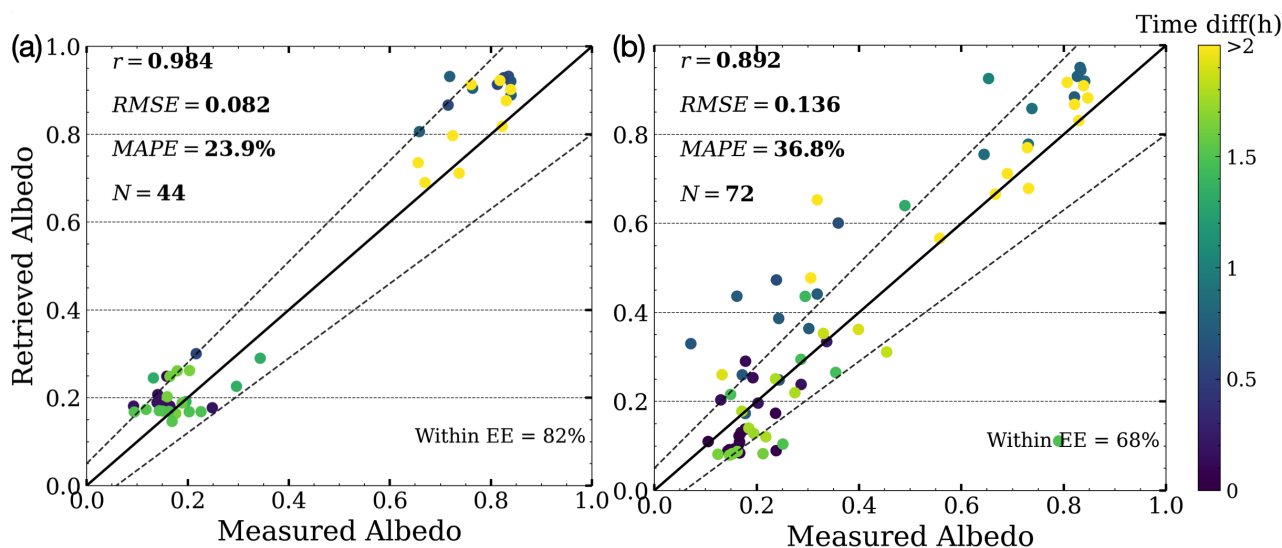 Time diff(h)
(a)
(b)
r = 0.984
RMSE = 0.082
MAPE = 23.9%
N = 44
Within EE = 82%
1.0
0.8
0.6
0.4
0.2
0.0
0.0 0.2 0.4 0.6 0.8 1.0
Retrieved Albedo
Measured Albedo
r = 0.892
RMSE = 0.136
MAPE = 36.8%
N = 72
Within EE = 68%
1.0
0.8
0.6
0.4
0.2
0.0
0.0 0.2 0.4 0.6 0.8 1.0
Measured Albedo
>2
1.5
1
0.5
0